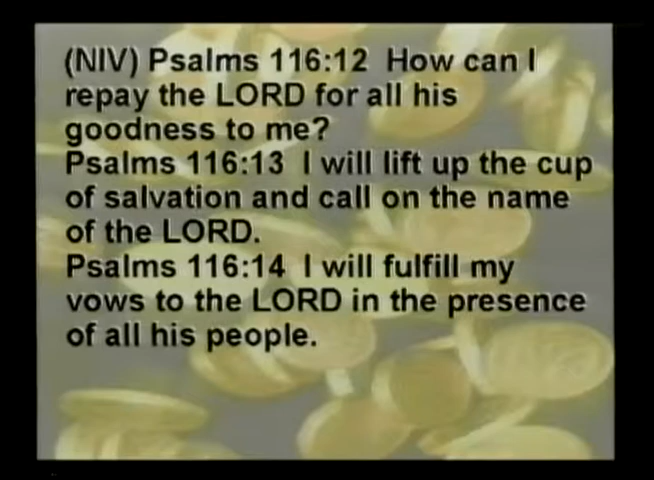 (NIV) Psalms 116:12  How can I
repay the LORD for all his
goodness to me?
Psalms 116:13  I will lift up the cup
of salvation and call on the name
of the LORD.
Psalms 116:14  I will fulfill my
vows to the LORD in the presence
of all his people.